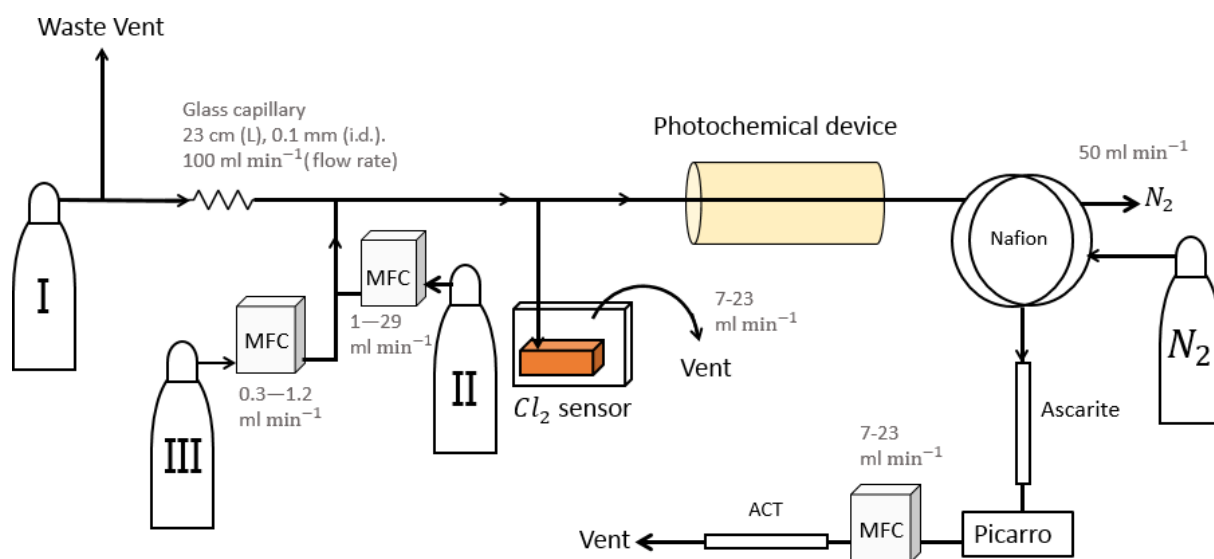 Waste Vent
Glass capillary
23 cm (L), 0.1 mm (i.d.).
100 ml min⁻¹( flow rate)
Photochemical device
50 ml min⁻¹
N₂
Nafion
I
MFC
1—29
ml min⁻¹
II
MFC
0.3—1.2
ml min⁻¹
III
7-23
ml min⁻¹
Vent
Cl₂ sensor
N₂
Ascarite
7-23
ml min⁻¹
Picarro
MFC
ACT
Vent